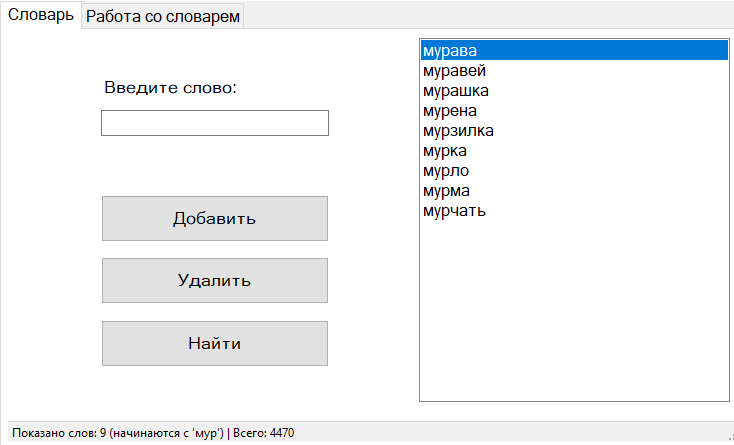 Словарь Работа со словарем
Введите слово:
Добавить
Удалить
Найти
мурава
муравей
мурашка
мурена
мурзилка
мурка
мурло
мурма
мурчать
Показано слов: 9 (начинаются с 'мур') | Всего: 4470